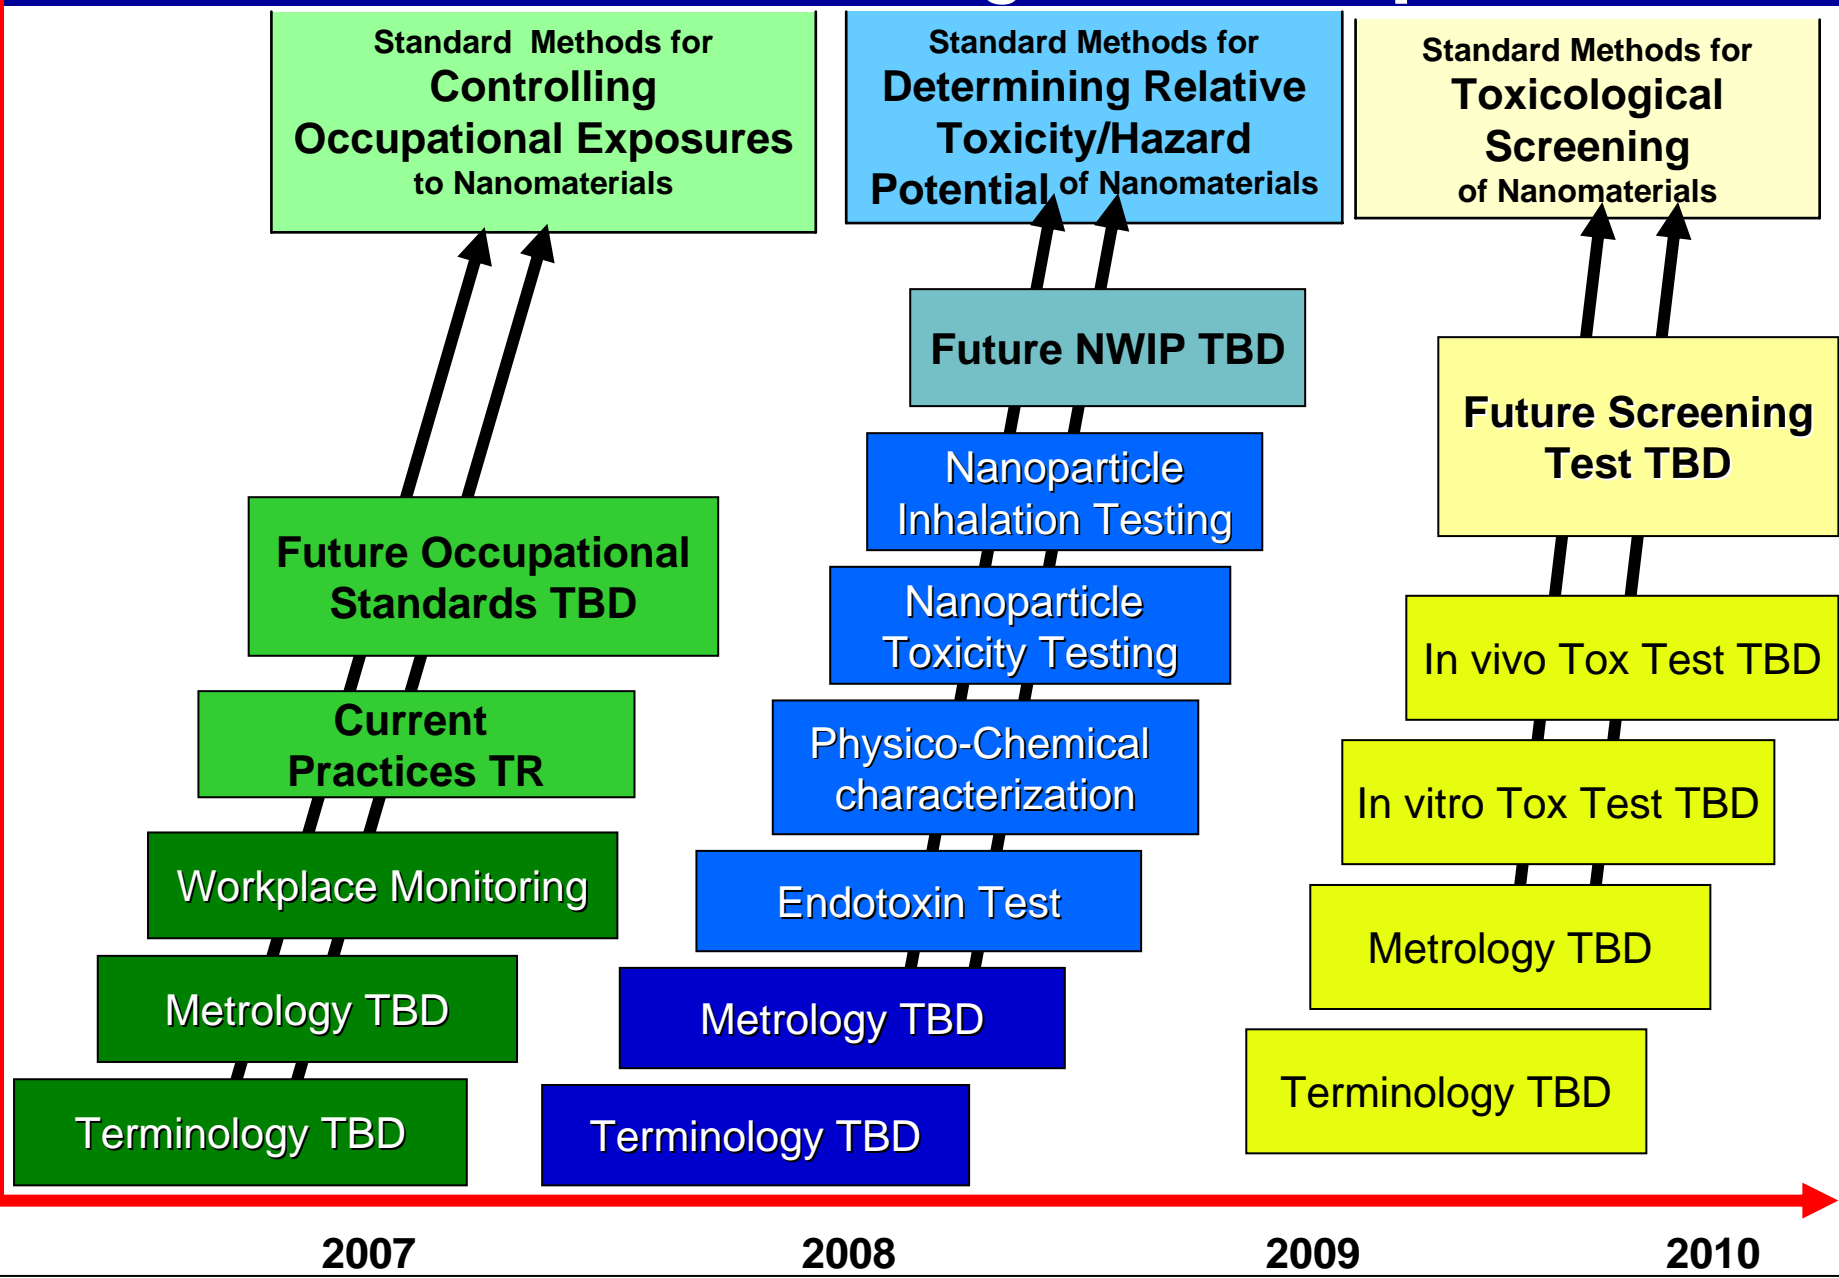 Standard Methods for
Controlling
Occupational Exposures
to Nanomaterials
Standard Methods for
Determining Relative
Toxicity/Hazard
Potential of Nanomaterials
Standard Methods for
Toxicological
Screening
of Nanomaterials
Future Occupational
Standards TBD
Current
Practices TR
Workplace Monitoring
Metrology TBD
Terminology TBD
Future NWIP TBD
Nanoparticle
Inhalation Testing
Nanoparticle
Toxicity Testing
Physico-Chemical
characterization
Endotoxin Test
Metrology TBD
Terminology TBD
Future Screening
Test TBD
In vivo Tox Test TBD
In vitro Tox Test TBD
Metrology TBD
Terminology TBD
2007 2008 2009 2010